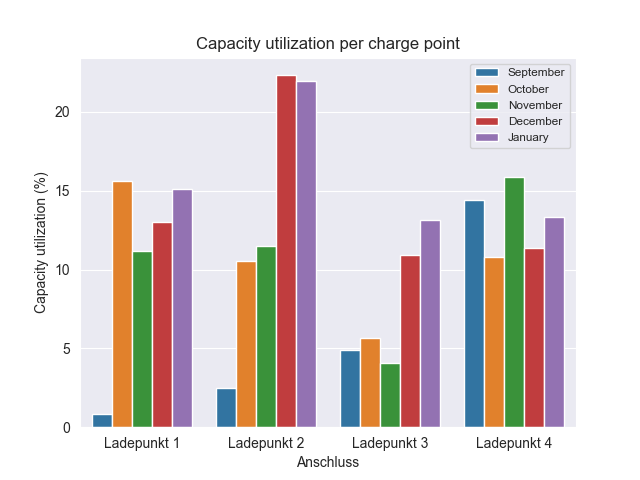 Capacity utilization per charge point
September
October
November
December
January
Capacity utilization (%)
20
15
10
5
0
Ladepunkt 1 Ladepunkt 2 Ladepunkt 3 Ladepunkt 4
Anschluss